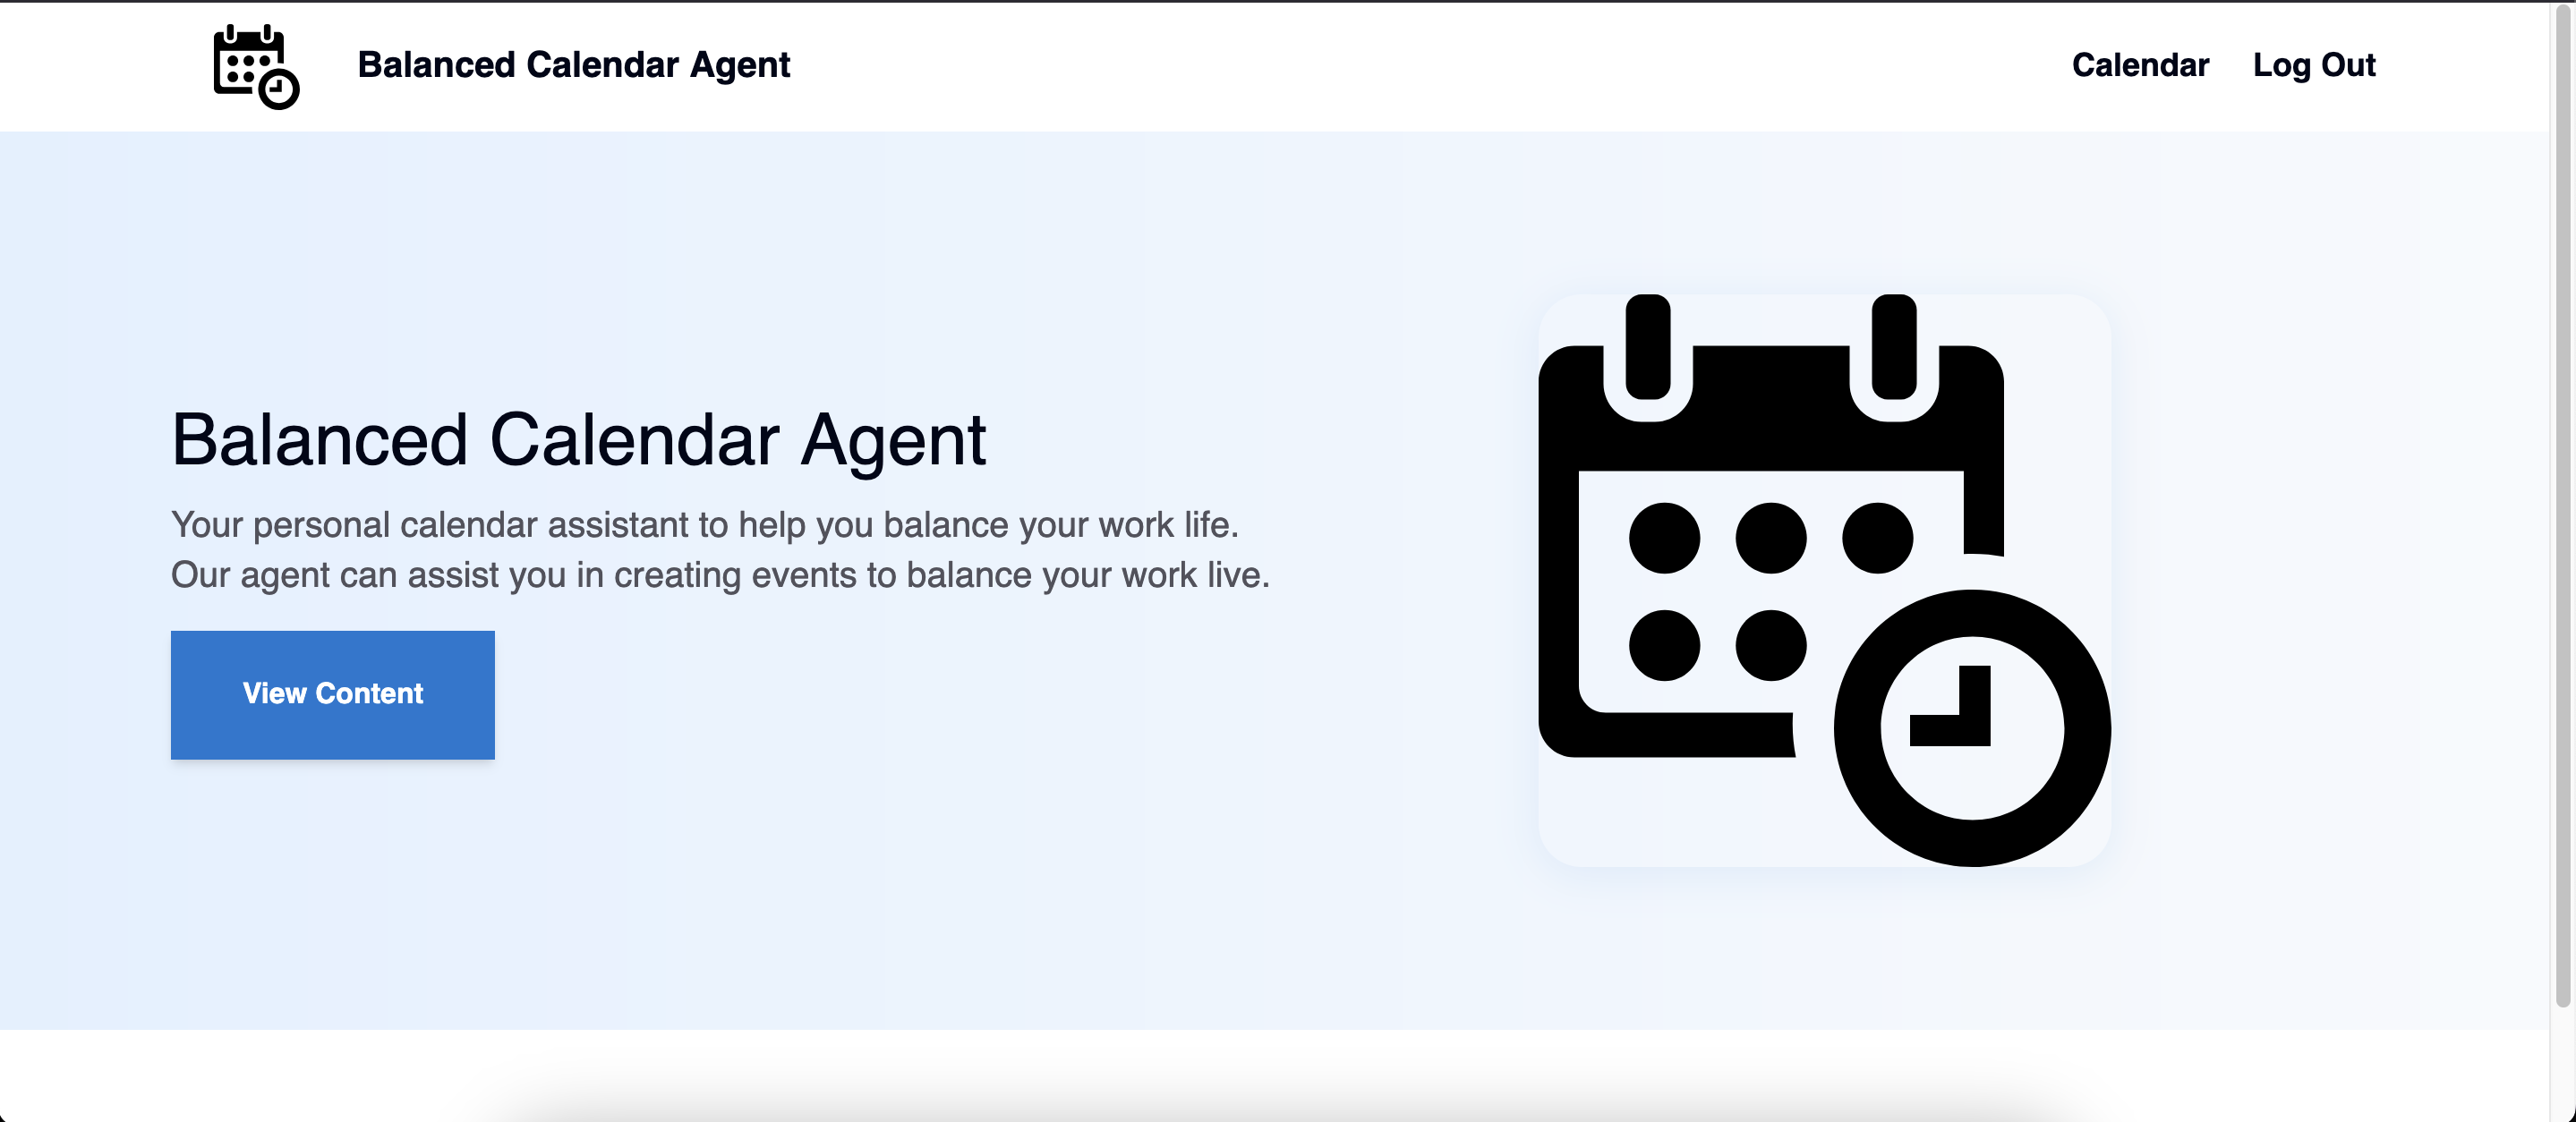 Balanced Calendar Agent
Calendar
Log Out
Balanced Calendar Agent
Your personal calendar assistant to help you balance your work life.
Our agent can assist you in creating events to balance your work live.
View Content